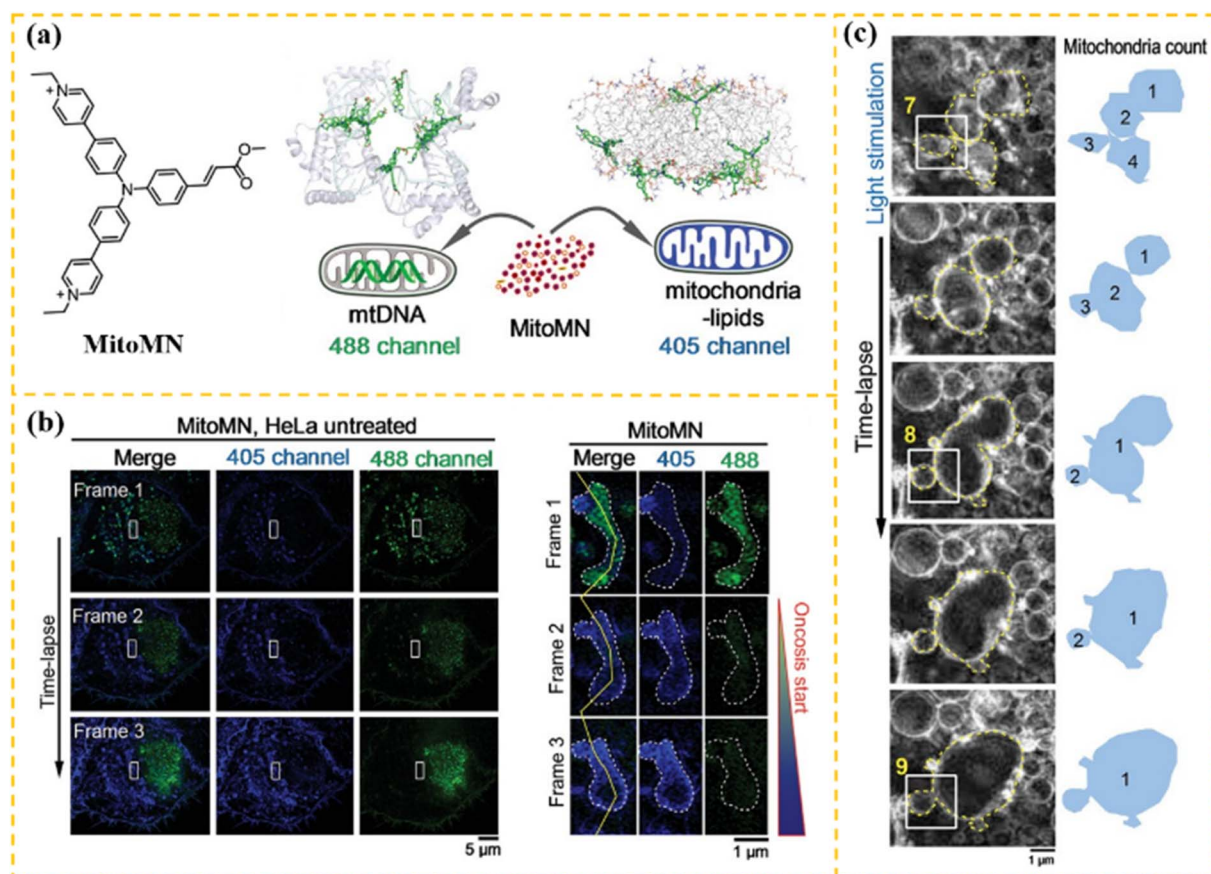 (a)
N
+
N
N
+
O
O
MitoMN
mtDNA
488 channel
MitoMN
mitochondria
-lipids
405 channel
(b)
MitoMN, HeLa untreated
Merge 405 channel 488 channel
Time-lapse
Frame 1
Frame 2
Frame 3
5 μm
MitoMN
Merge 405 488
Frame 1
Frame 2
Frame 3
Oncosis start
1 μm
(c)
Mitochondria count
Light stimulation
Time-lapse
7
1
2
3
4
1
2
3
8
1
2
1
2
9
1
1 μm